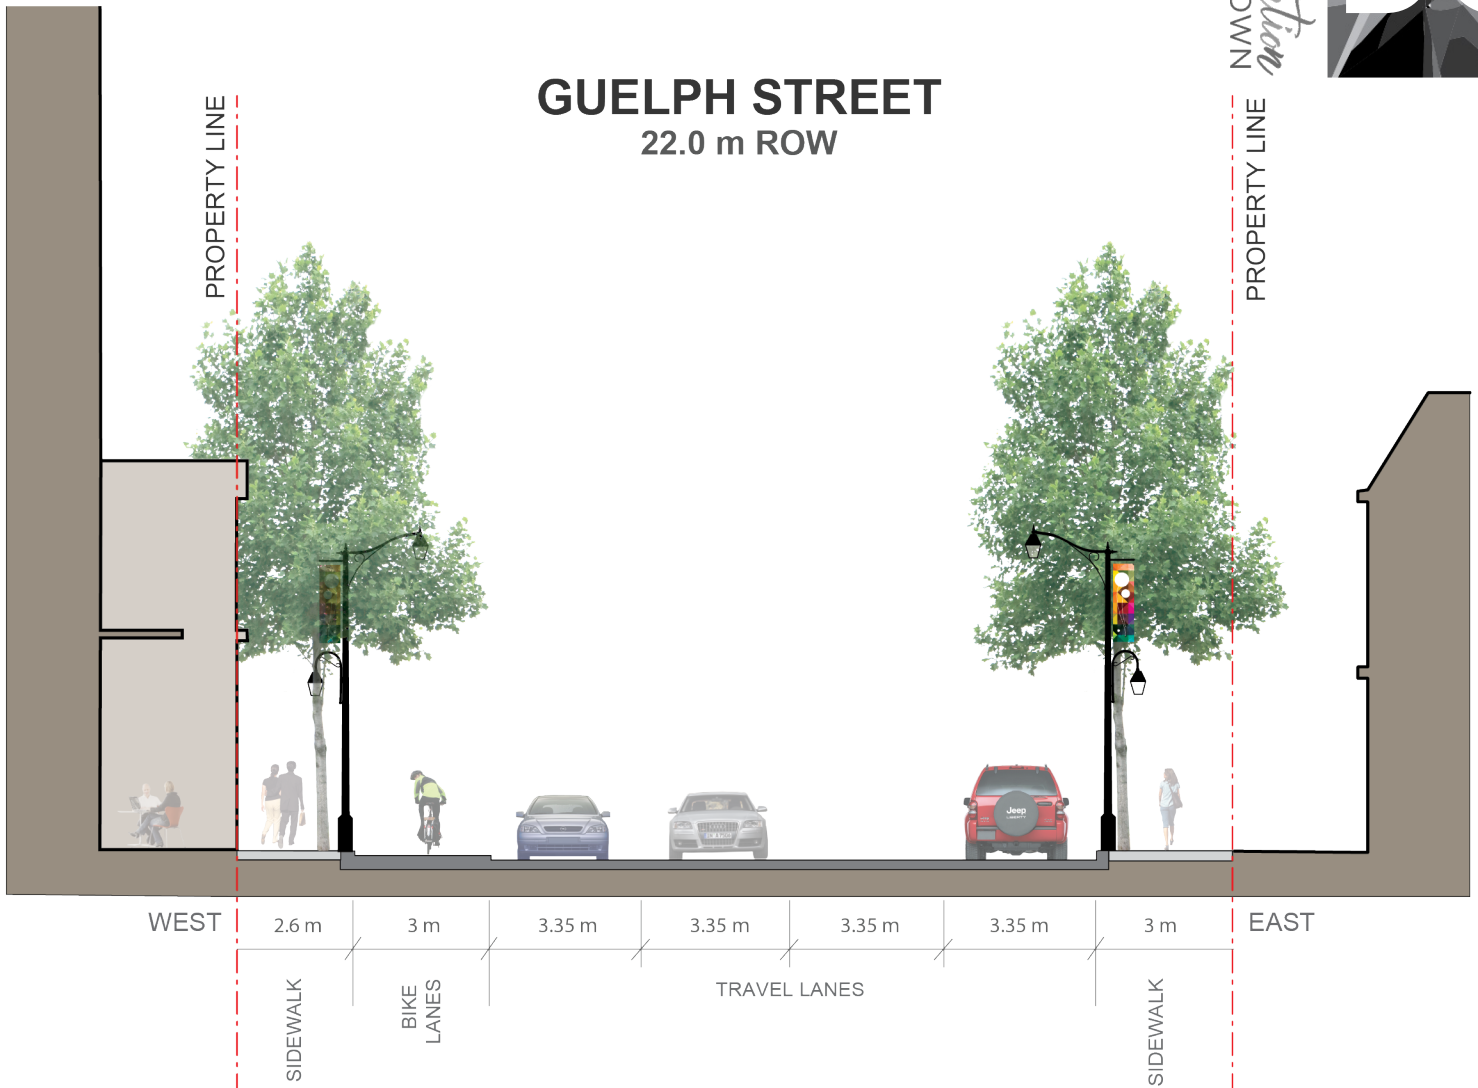 GUELPH STREET
22.0 m ROW
PROPERTY LINE
PROPERTY LINE
Jeep
LIBERTY
WEST
2.6 m
3 m
3.35 m
3.35 m
3.35 m
3.35 m
3 m
EAST
SIDEWALK
BIKE
LANES
TRAVEL LANES
SIDEWALK